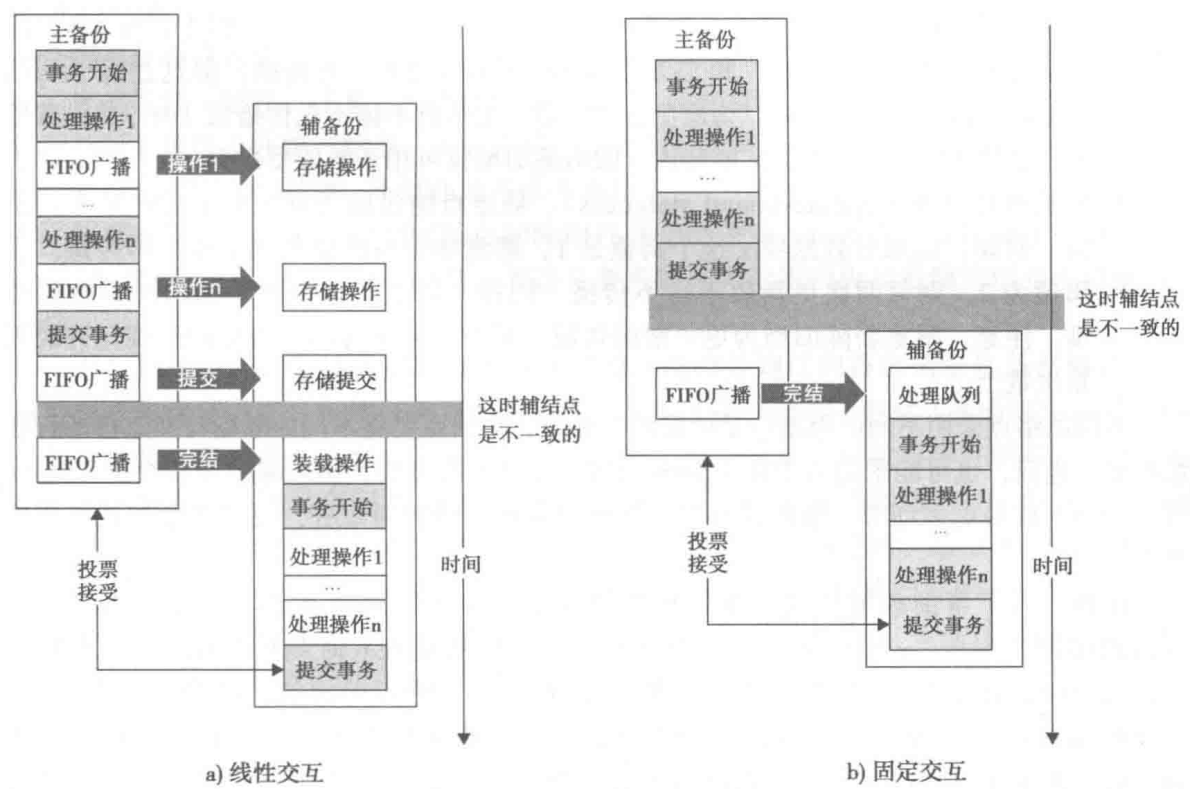 主备份
事务开始
处理操作1
FIFO广播
...
处理操作n
FIFO广播
提交事务
FIFO广播
FIFO广播
操作1
操作n
提交
完结
辅备份
存储操作
存储操作
存储提交
装载操作
事务开始
处理操作1
...
处理操作n
提交事务
这时辅结点
是不一致的
投票
接受
时间
a) 线性交互
主备份
事务开始
处理操作1
...
处理操作n
提交事务
这时辅结点
是不一致的
FIFO广播
完结
辅备份
处理队列
事务开始
处理操作1
...
处理操作n
提交事务
投票
接受
时间
b) 固定交互